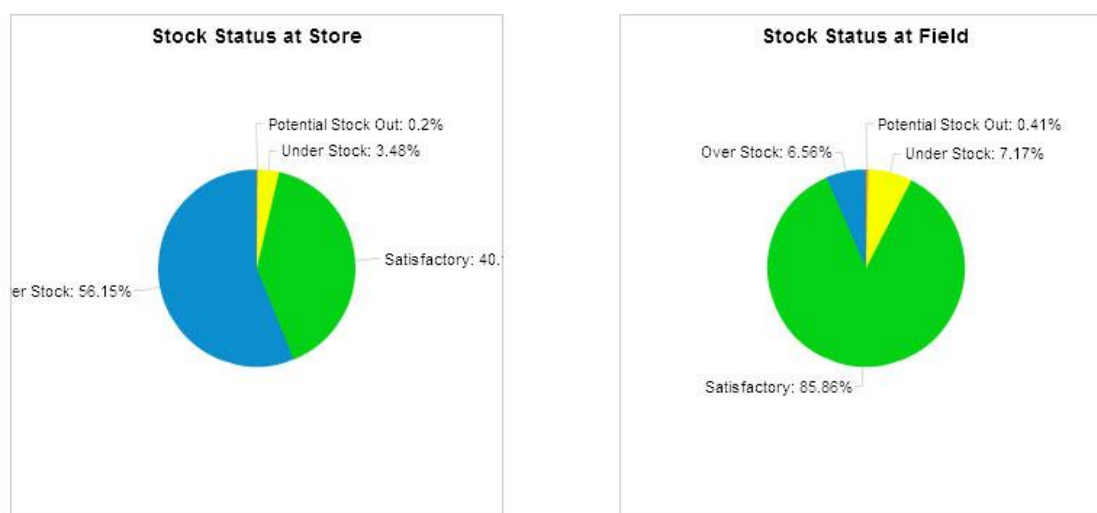 Stock Status at Store
Potential Stock Out: 0.2%
Under Stock: 3.48%
Satisfactory: 40.
er Stock: 56.15%
Stock Status at Field
Potential Stock Out: 0.41%
Over Stock: 6.56%
Under Stock: 7.17%
Satisfactory: 85.86%